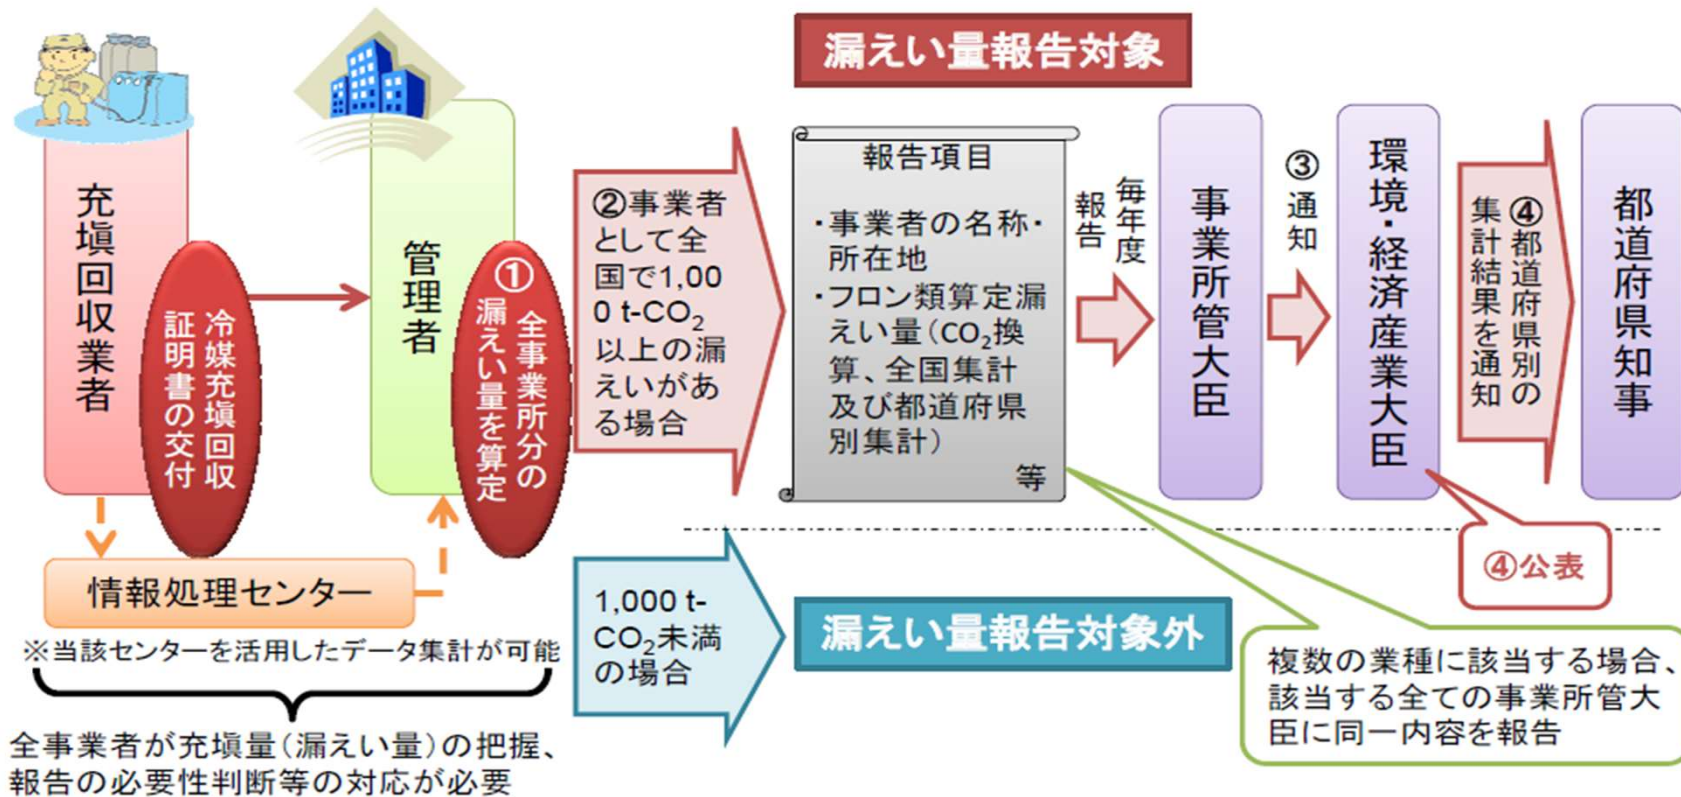 漏えい量報告対象
充塡回収業者
冷媒充塡回収
証明書の交付
管理者
①全事業所分の
漏えい量を算定
②事業者
として全
国で1,00
0 t-CO₂
以上の漏
えいがあ
る場合
報告項目
・事業者の名称・
所在地
・フロン類算定漏
えい量（CO₂換
算、全国集計
及び都道府県
別集計）
等
毎年度
報告
事業所管大臣
③通知
環境・経済産業大臣
④都道府県別の
集計結果を通知
都道府県知事
④公表
情報処理センター
※当該センターを活用したデータ集計が可能
全事業者が充塡量（漏えい量）の把握、
報告の必要性判断等の対応が必要
1,000 t-
CO₂未満
の場合
漏えい量報告対象外
複数の業種に該当する場合、
該当する全ての事業所管大
臣に同一内容を報告